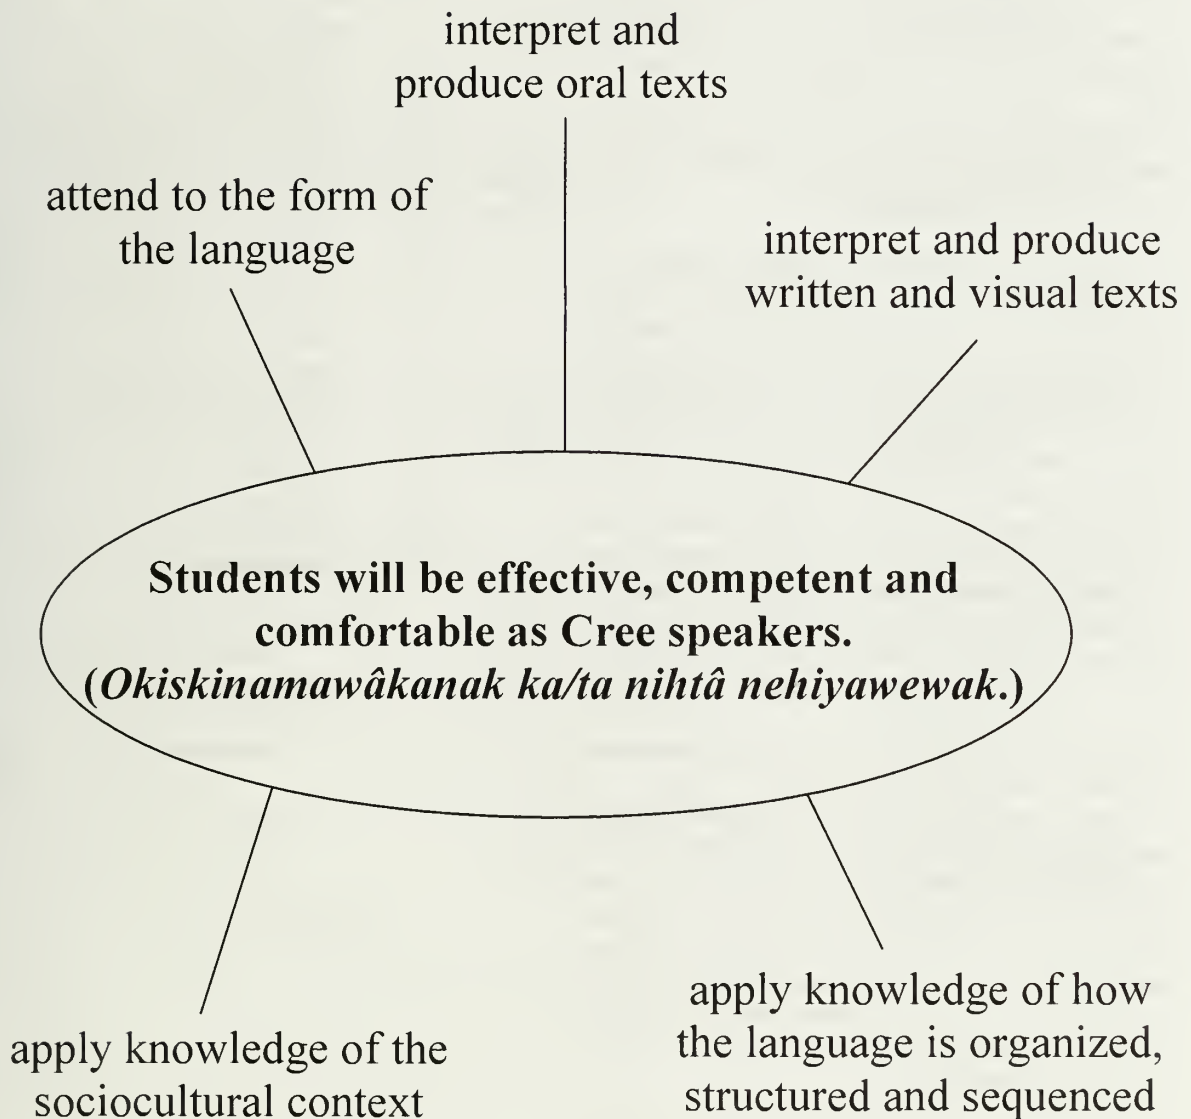 interpret and
produce oral texts
attend to the form of
the language
interpret and produce
written and visual texts
Students will be effective, competent and
comfortable as Cree speakers.
(Okiskinamawâkanak ka/ta nihtâ nehiyawewak.)
apply knowledge of the
sociocultural context
apply knowledge of how
the language is organized,
structured and sequenced